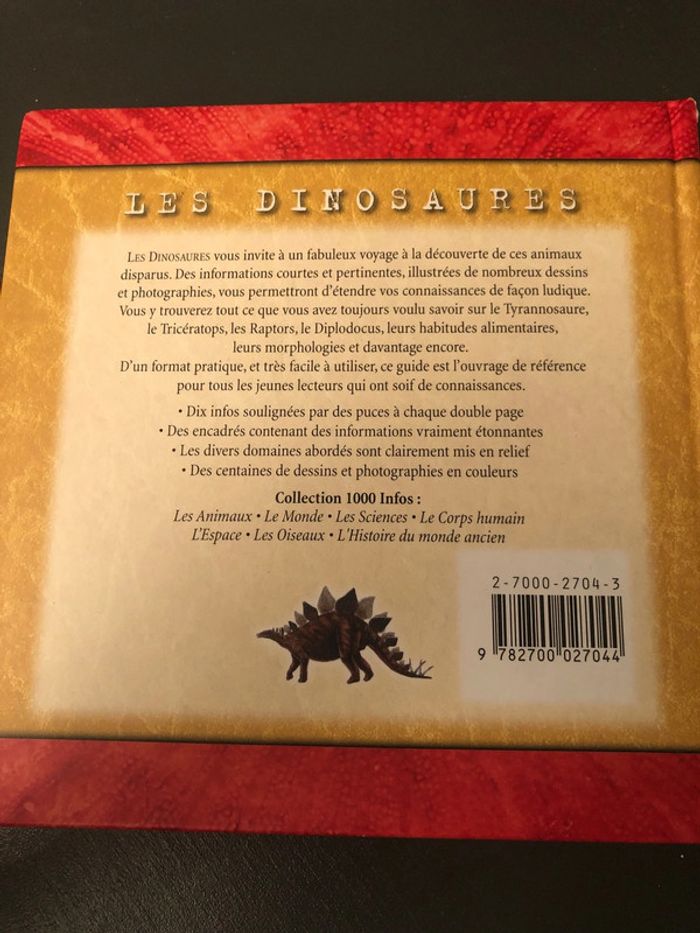 LES DINOSAURES
LES DINOSAURES vous invite à un fabuleux voyage à la découverte de ces animaux
disparus. Des informations courtes et pertinentes, illustrées de nombreux dessins
et photographies, vous permettront d'étendre vos connaissances de façon ludique.
Vous y trouverez tout ce que vous avez toujours voulu savoir sur le Tyrannosaure,
le Tricératops, les Raptors, le Diplodocus, leurs habitudes alimentaires,
leurs morphologies et davantage encore.
D'un format pratique, et très facile à utiliser, ce guide est l'ouvrage de référence
pour tous les jeunes lecteurs qui ont soif de connaissances.
• Dix infos soulignées par des puces à chaque double page
• Des encadrés contenant des informations vraiment étonnantes
• Les divers domaines abordés sont clairement mis en relief
• Des centaines de dessins et photographies en couleurs
Collection 1000 Infos :
Les Animaux • Le Monde • Les Sciences • Le Corps humain
L'Espace • Les Oiseaux • L'Histoire du monde ancien
2-7000-2704-3
9 782700 027044